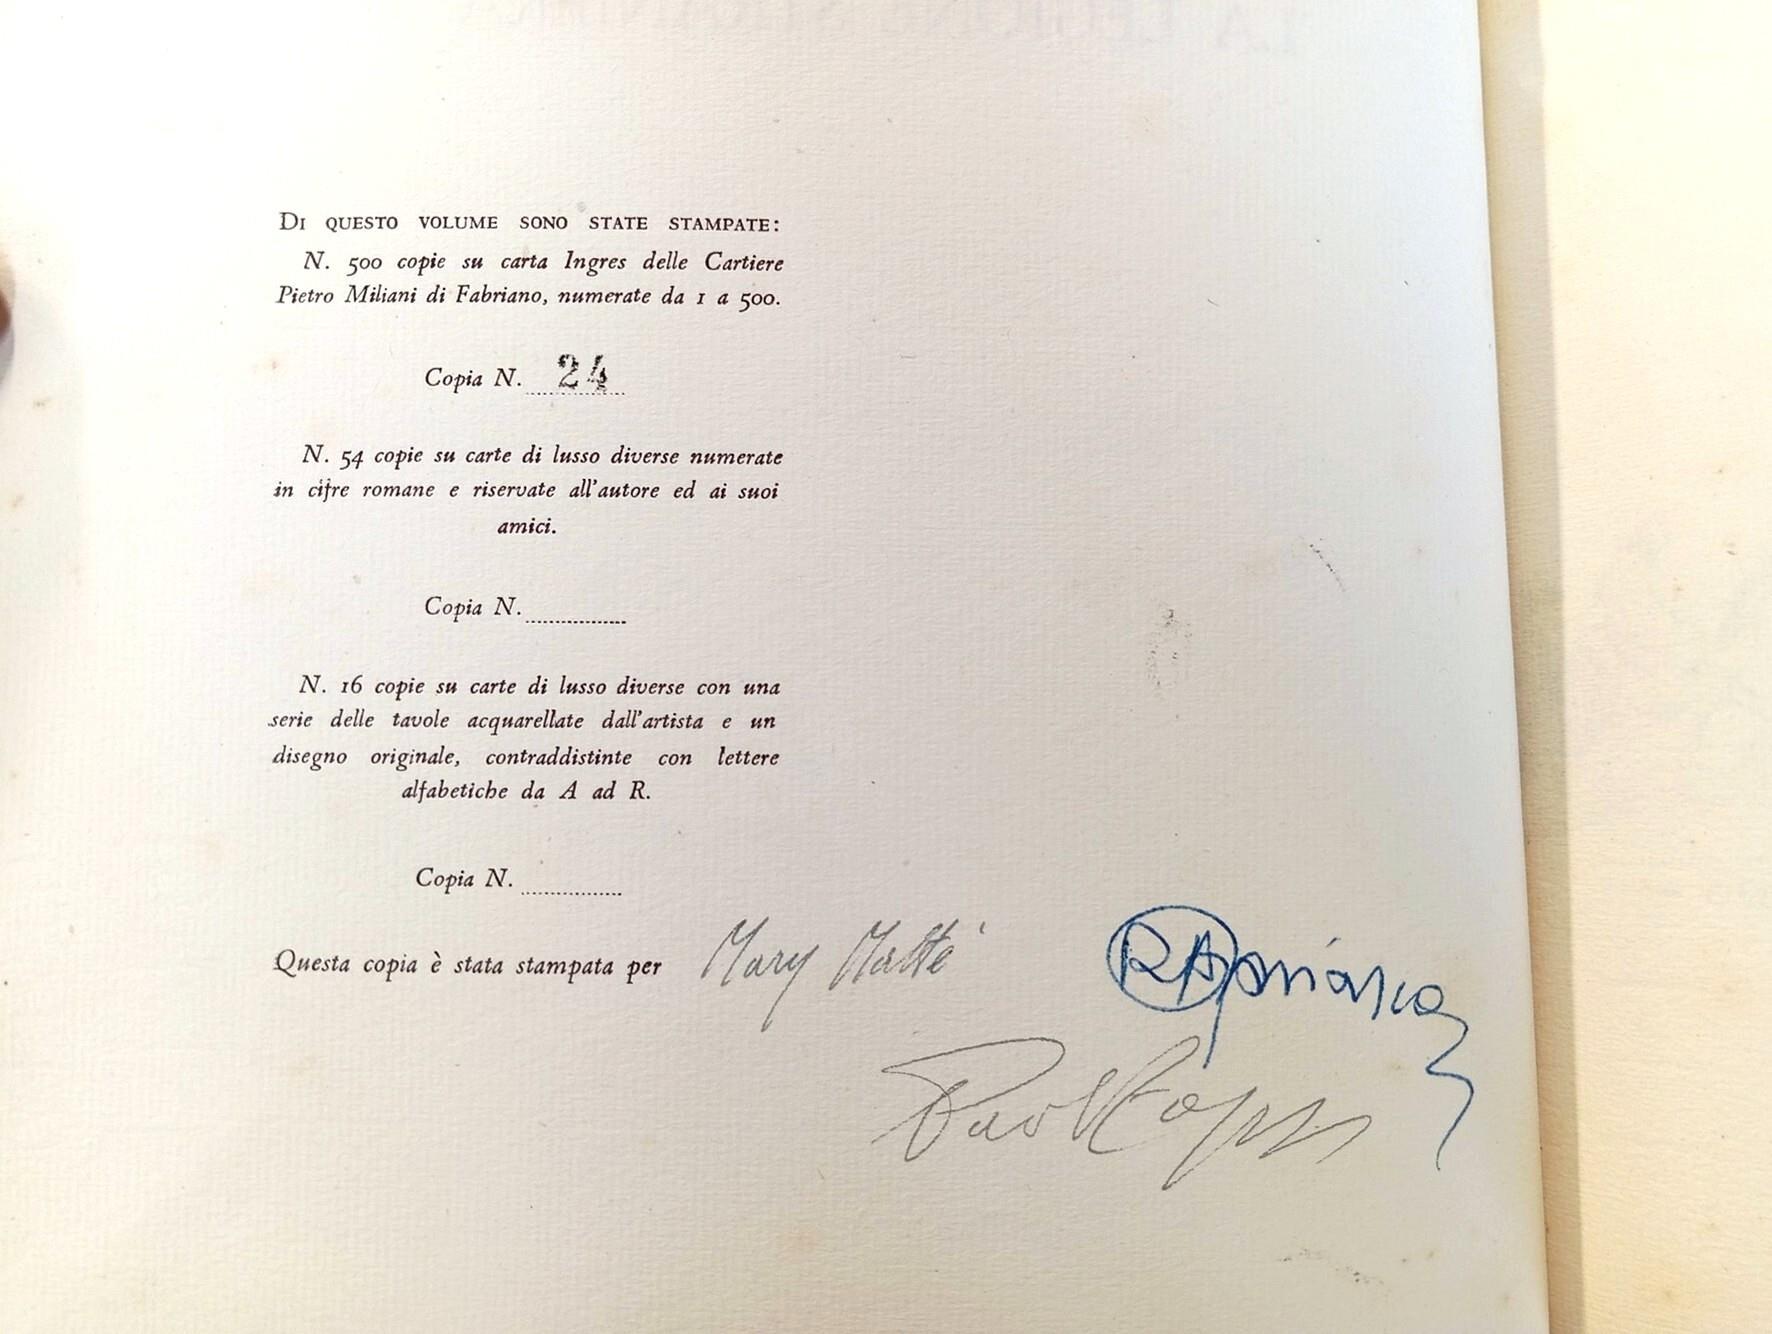 DI QUESTO VOLUME SONO STATE STAMPATE:
N. 500 copie su carta Ingres delle Cartiere
Pietro Miliani di Fabriano, numerate da 1 a 500.
Copia N. 24
N. 54 copie su carte di lusso diverse numerate
in cifre romane e riservate all'autore ed ai suoi
amici.
Copia N.
N. 16 copie su carte di lusso diverse con una
serie delle tavole acquarellate dall'artista e un
disegno originale, contraddistinte con lettere
alfabetiche da A ad R.
Copia N.
Questa copia è stata stampata per Mary Matté